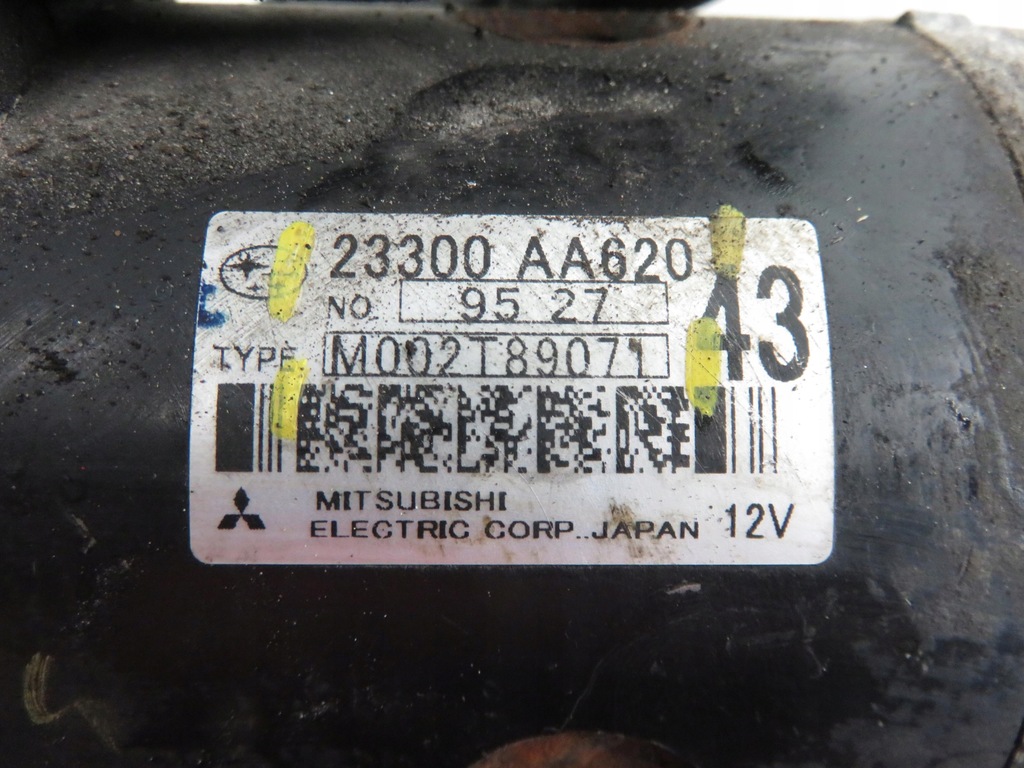 23300 AA620
NO 95 27
43
TYPE M002T89071
MITSUBISHI
ELECTRIC CORP. JAPAN 12V